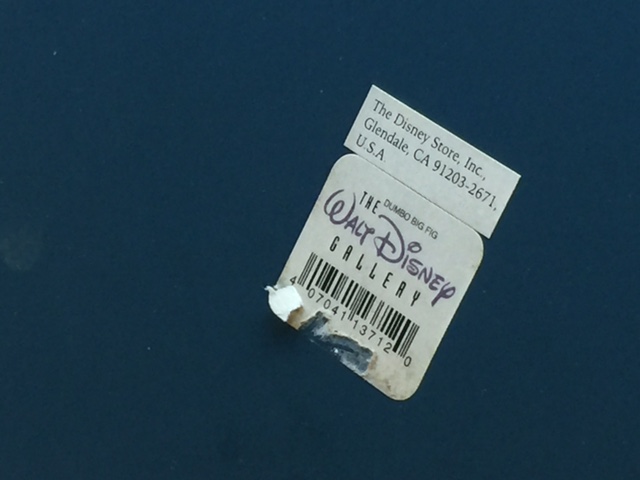 The Disney Store, Inc.,
Glendale, CA 91203-2671,
U.S.A
DUMBO BIG FIG
THE
WALT DISNEY
GALLERY
4 07041 13712 0